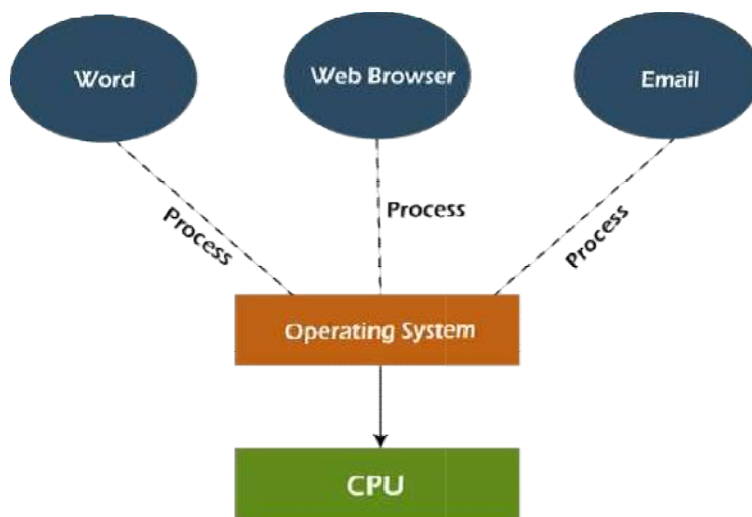 Word
Web Browser
Email
Process
Process
Process
Operating System
CPU